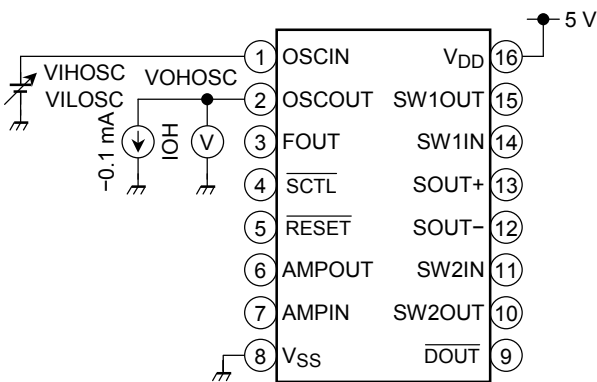 5 V
1 OSCIN VDD 16
VIHOSC
VILOSC
VOHOSC
2 OSCOUT SW1OUT 15
−0.1 mA
IOH
V
3 FOUT SW1IN 14
4 SCTL SOUT+ 13
5 RESET SOUT− 12
6 AMPOUT SW2IN 11
7 AMPIN SW2OUT 10
8 VSS DOUT 9